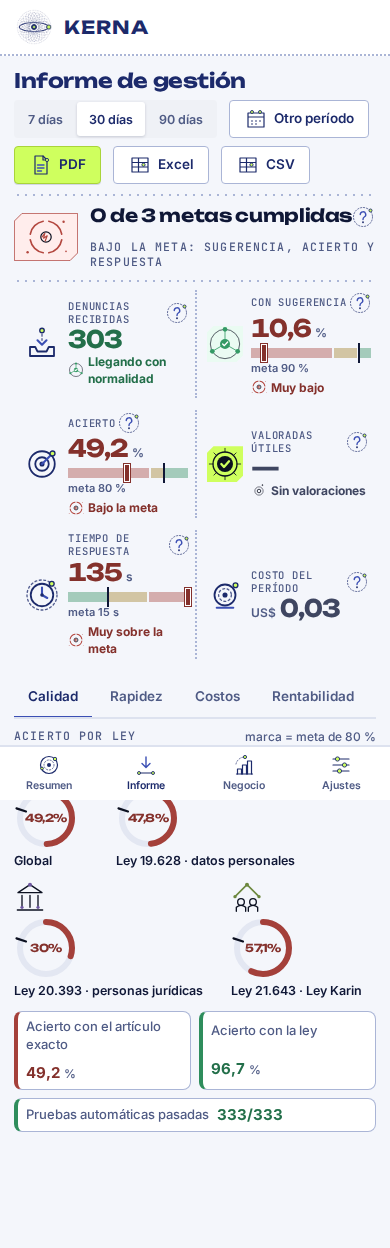 KERNA
Informe de gestión
7 días 30 días 90 días Otro período
PDF Excel CSV
0 de 3 metas cumplidas ?
BAJO LA META: SUGERENCIA, ACIERTO Y
RESPUESTA
DENUNCIAS
RECIBIDAS ?
303
Llegando con
normalidad
CON SUGERENCIA ?
10,6 %
meta 90 %
Muy bajo
ACIERTO ?
49,2 %
meta 80 %
Bajo la meta
VALORADAS
ÚTILES ?
—
Sin valoraciones
TIEMPO DE
RESPUESTA ?
135 s
meta 15 s
Muy sobre la
meta
COSTO DEL
PERÍODO ?
US$ 0,03
Calidad Rapidez Costos Rentabilidad
ACIERTO POR LEY marca = meta de 80 %
Resumen Informe Negocio Ajustes
49,2% 47,8%
Global Ley 19.628 · datos personales
30% 57,1%
Ley 20.393 · personas jurídicas Ley 21.643 · Ley Karin
Acierto con el artículo
exacto
49,2 %
Acierto con la ley
96,7 %
Pruebas automáticas pasadas 333/333